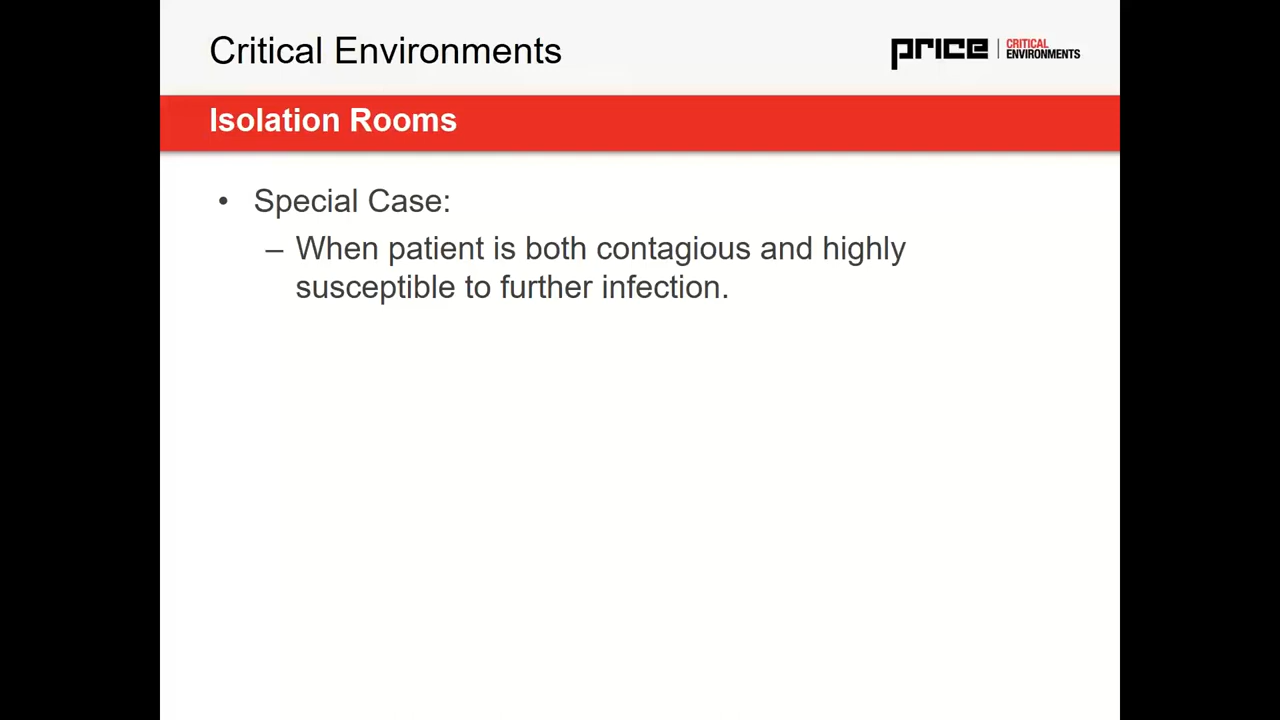 Critical Environments
price | CRITICAL
ENVIRONMENTS
Isolation Rooms
• Special Case:
– When patient is both contagious and highly
susceptible to further infection.